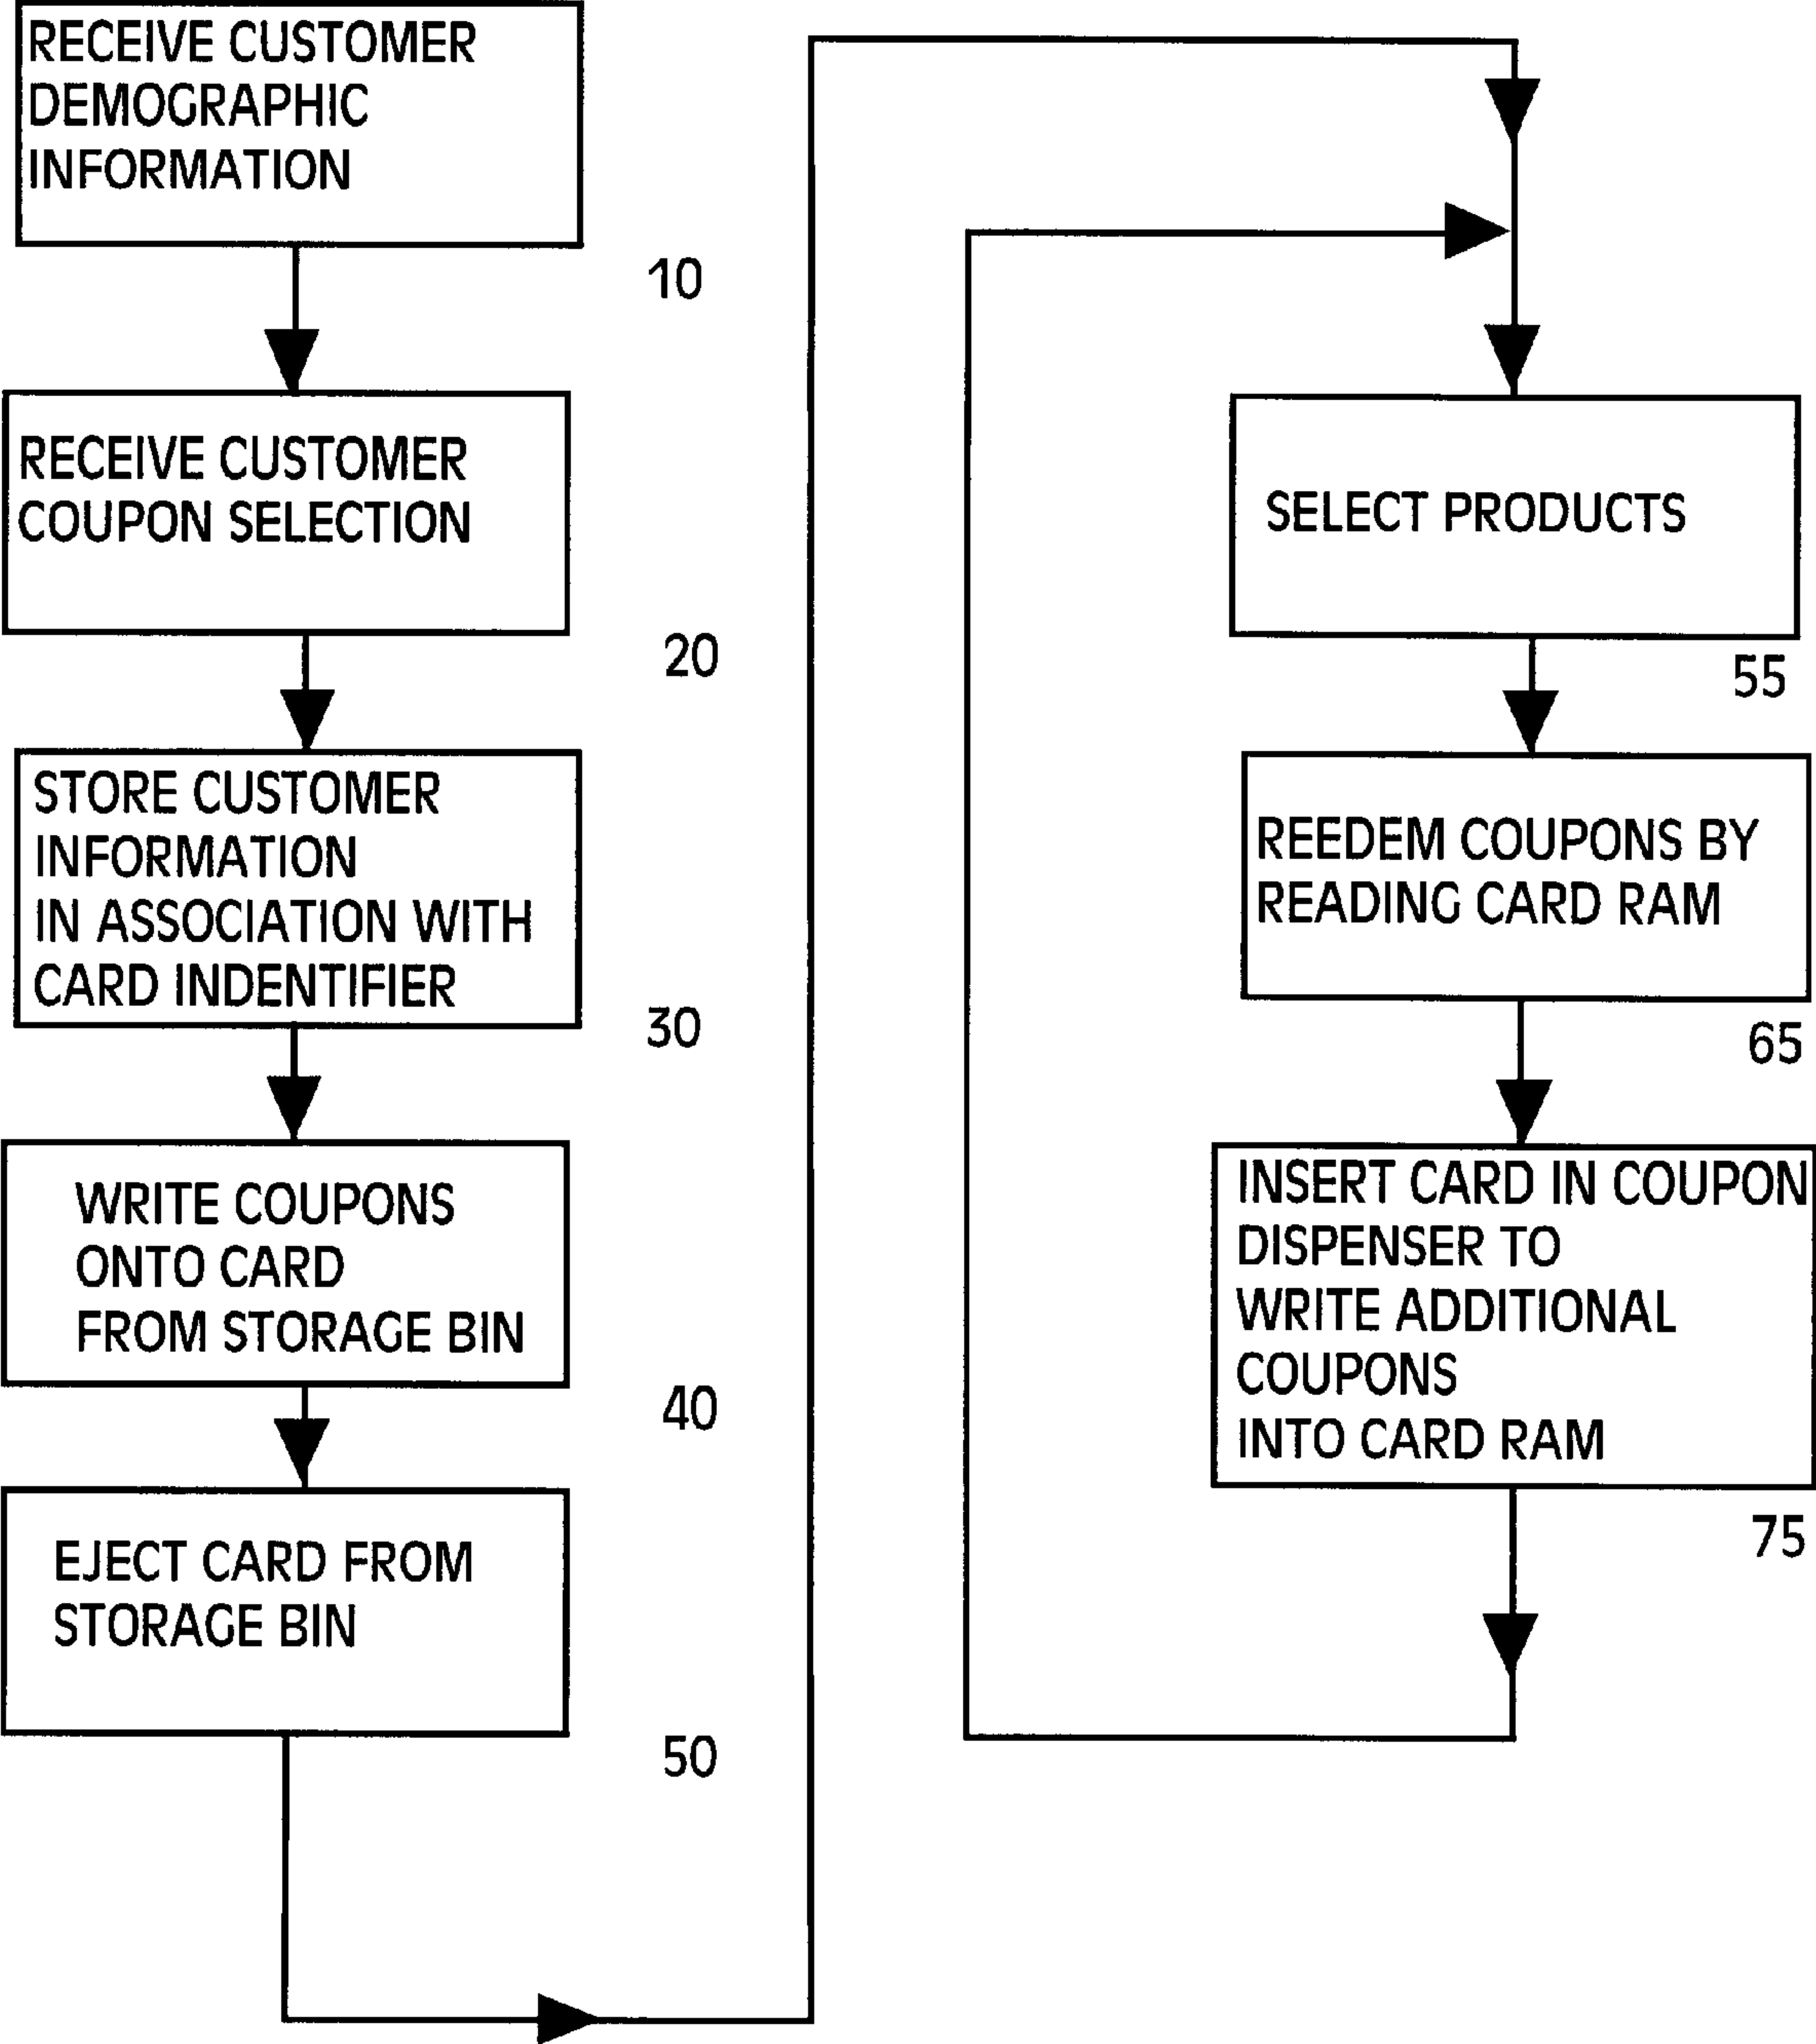 RECEIVE CUSTOMER
DEMOGRAPHIC
INFORMATION
10
RECEIVE CUSTOMER
COUPON SELECTION
20
STORE CUSTOMER
INFORMATION
IN ASSOCIATION WITH
CARD INDENTIFIER
30
WRITE COUPONS
ONTO CARD
FROM STORAGE BIN
40
EJECT CARD FROM
STORAGE BIN
50
SELECT PRODUCTS
55
REEDEM COUPONS BY
READING CARD RAM
65
INSERT CARD IN COUPON
DISPENSER TO
WRITE ADDITIONAL
COUPONS
INTO CARD RAM
75